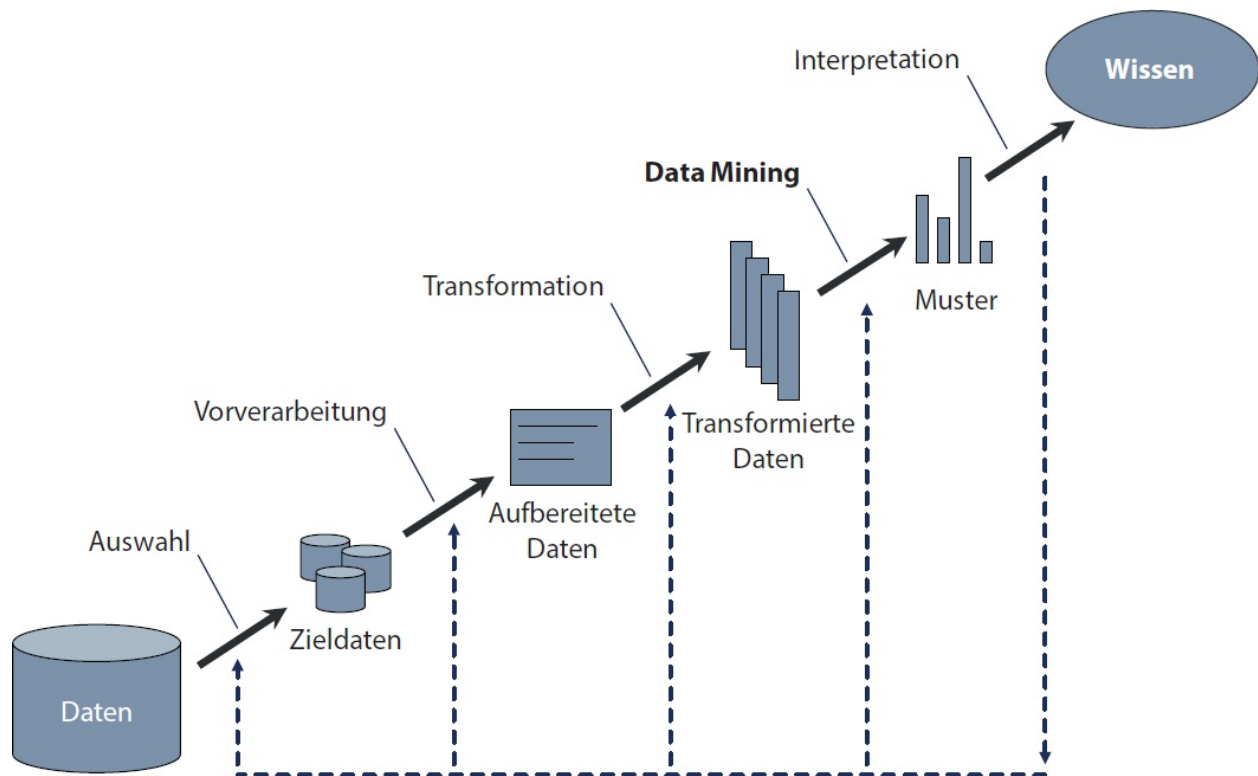 Interpretation
Wissen
Data Mining
Muster
Transformation
Transformierte
Daten
Vorverarbeitung
Aufbereitete
Daten
Auswahl
Zieldaten
Daten